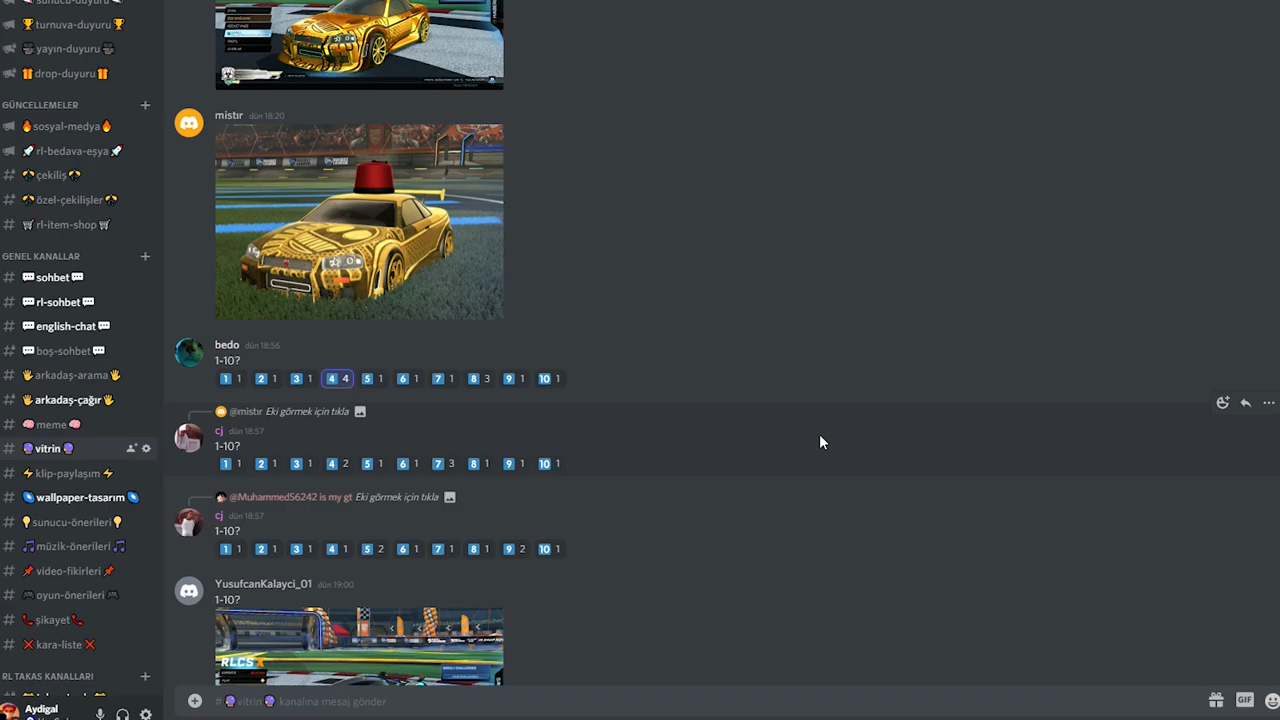 sunucu-duyuru
turnuva-duyuru
yayın-duyuru
drop-duyuru
GÜNCELLEMELER
sosyal-medya
rl-bedava-eşya
çekiliş
özel-çekilişler
rl-item-shop
GENEL KANALLAR
sohbet
rl-sohbet
english-chat
boş-sohbet
arkadaş-arama
arkadaş-çağır
meme
vitrin
klip-paylaşım
wallpaper-tasarım
sunucu-önerileri
müzik-önerileri
video-fikirleri
oyun-önerileri
şikayet
kara-liste
Aydigal
mistır dün 18:20
bedo dün 18:56
1-10?
1 1 2 1 3 1 4 4 5 1 6 1 7 1 8 3 9 1 10 1
@mistır Eki görmek için tıkla
cj dün 18:57
1-10?
1 1 2 1 3 1 4 2 5 1 6 1 7 3 8 1 9 1 10 1
@Muhammed56242 is my gt Eki görmek için tıkla
cj dün 18:57
1-10?
1 1 2 1 3 1 4 1 5 2 6 1 7 1 8 1 9 2 10 1
YusufcanKalayci_01 dün 19:00
1-10?
RLCS X
# vitrin kanalına mesaj gönder
GIF